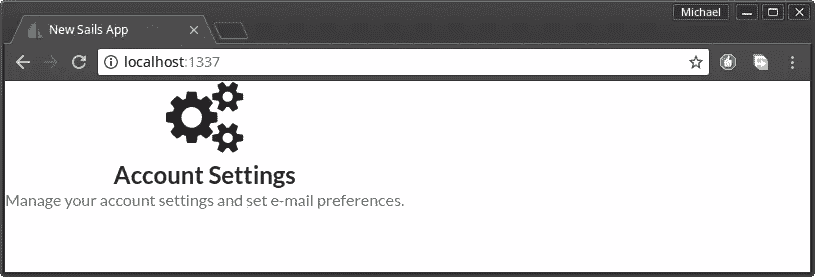 Michael
New Sails App
localhost:1337
Account Settings
Manage your account settings and set e-mail preferences.